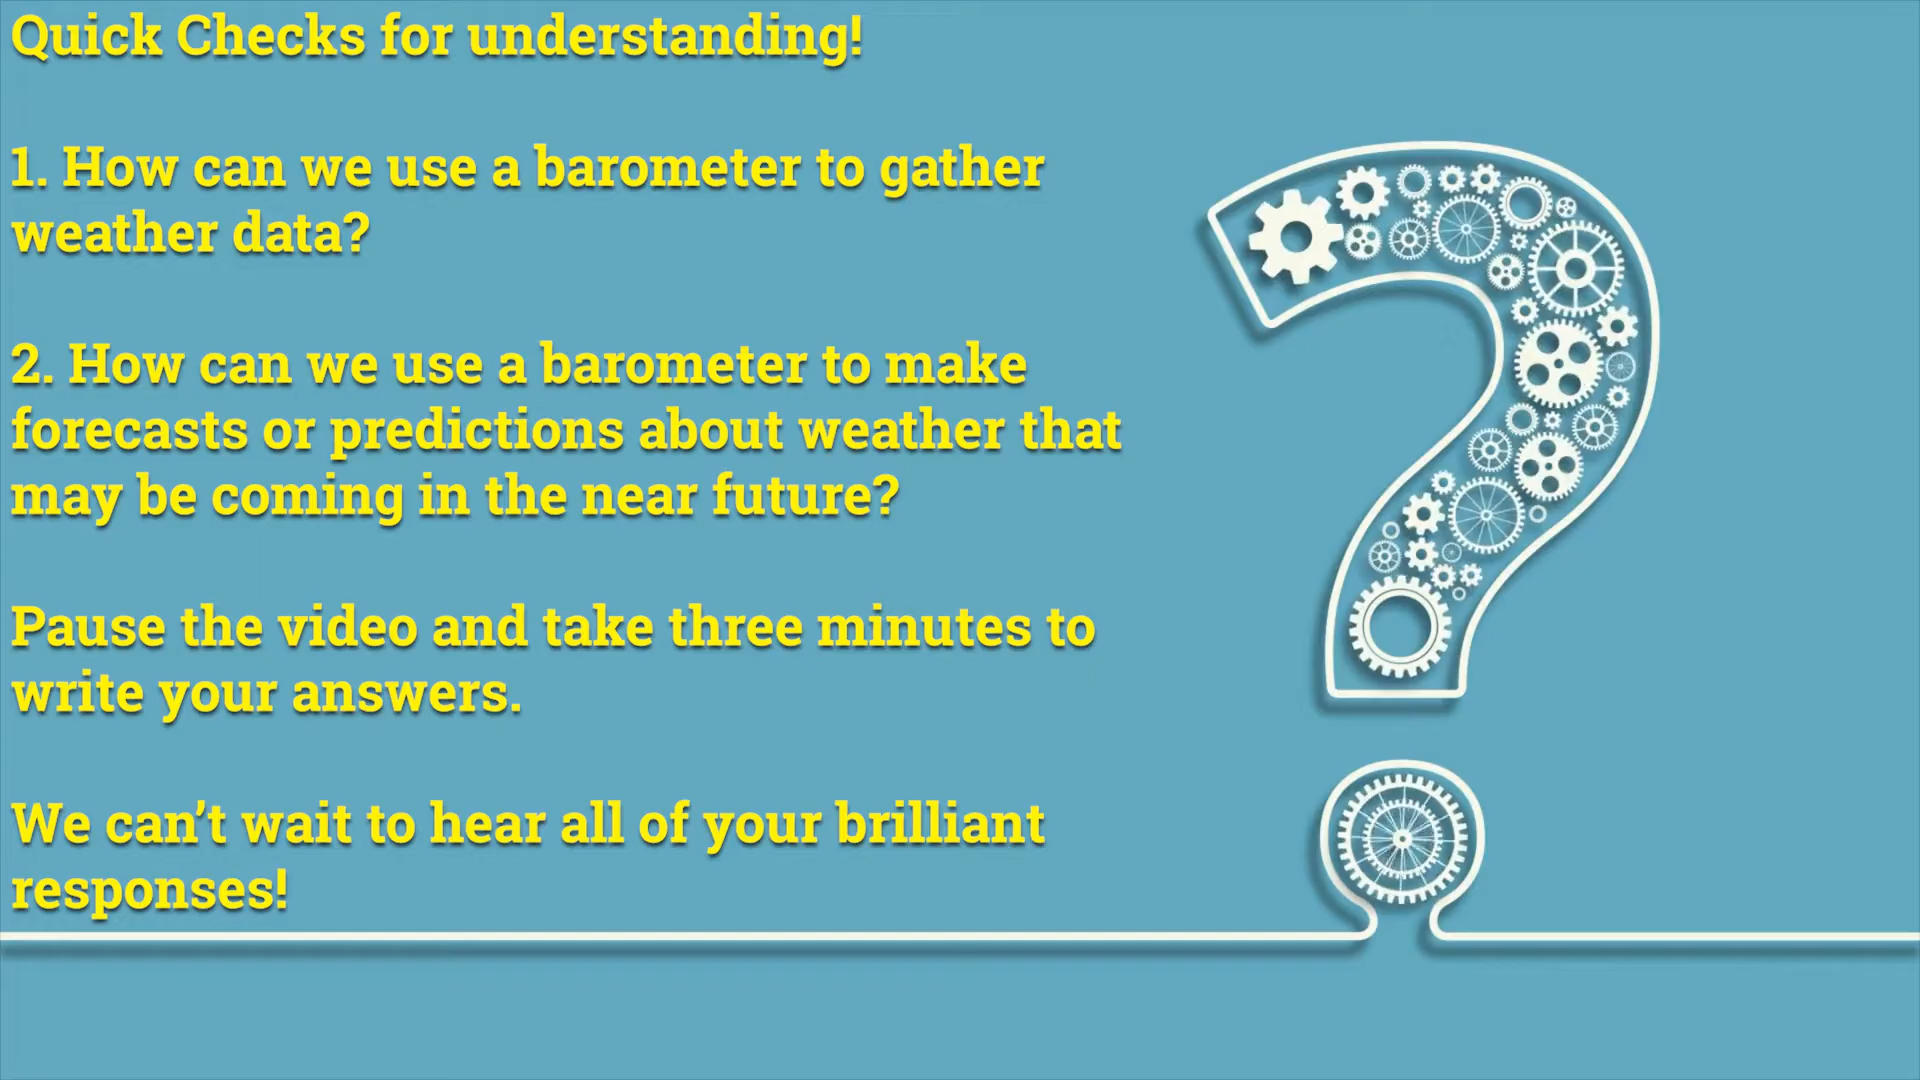 Quick Checks for understanding!
1. How can we use a barometer to gather
weather data?
2. How can we use a barometer to make
forecasts or predictions about weather that
may be coming in the near future?
Pause the video and take three minutes to
write your answers.
We can’t wait to hear all of your brilliant
responses!